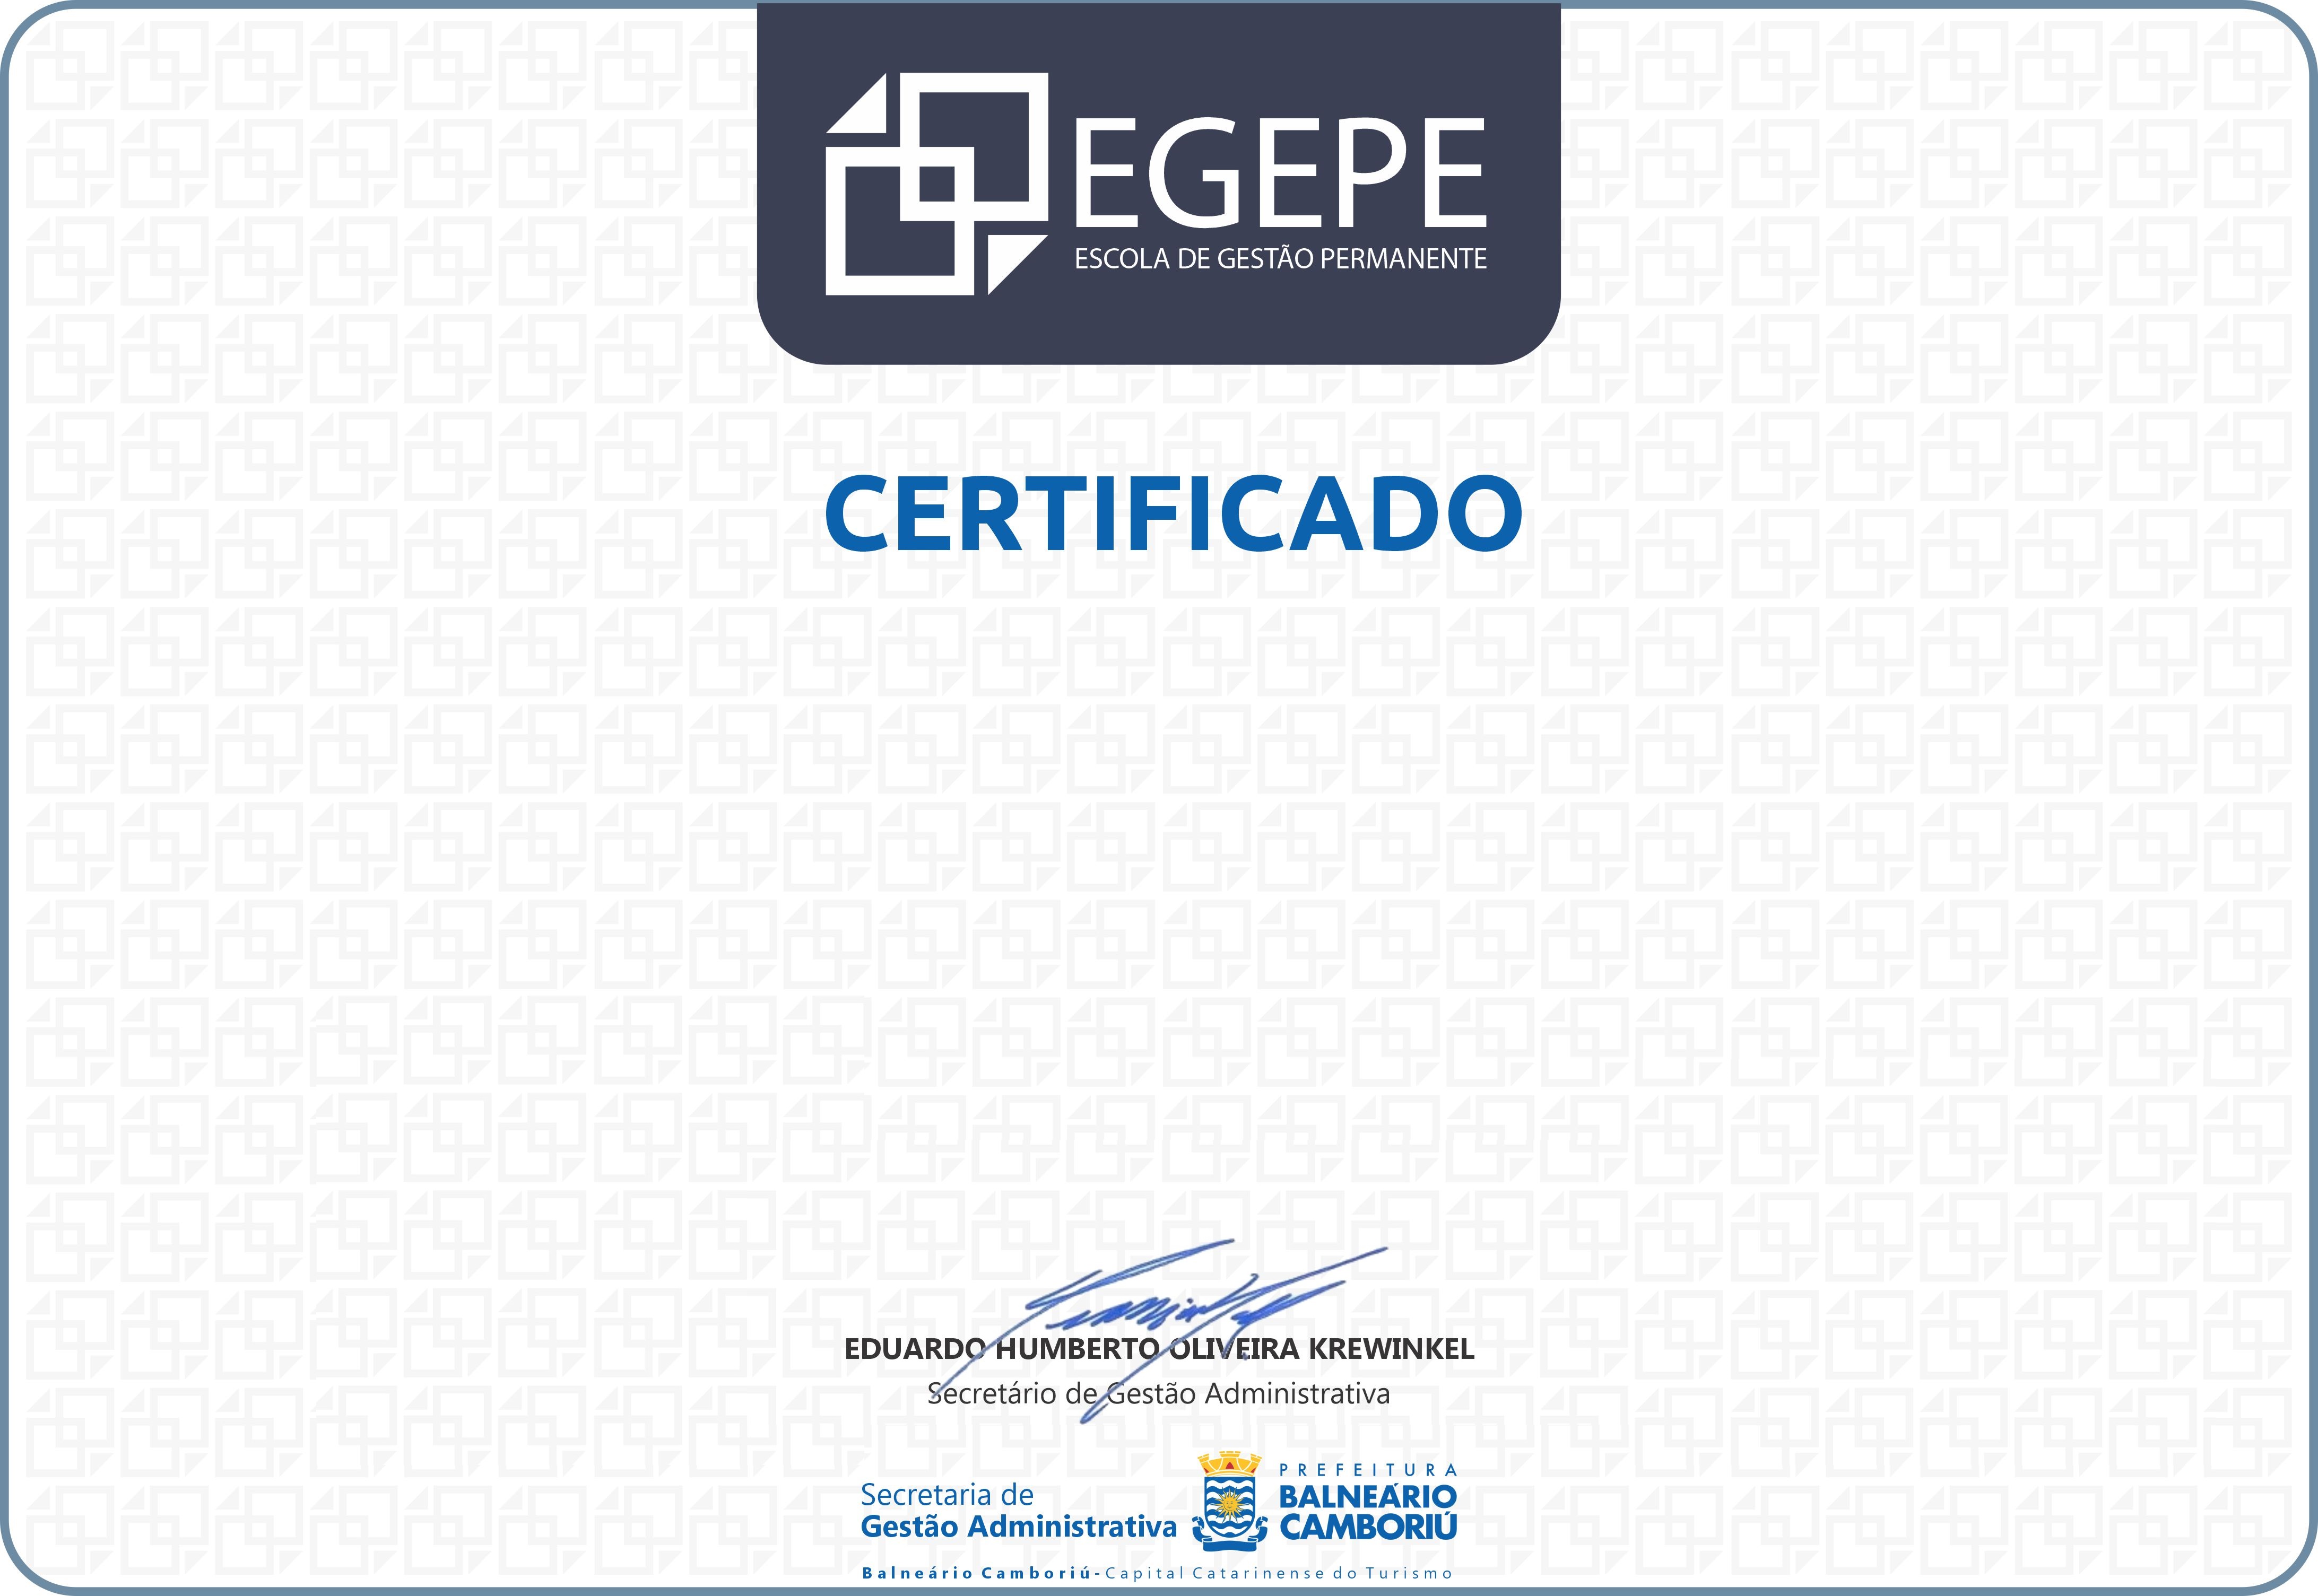 EGEPE
ESCOLA DE GESTÃO PERMANENTE
CERTIFICADO
EDUARDO HUMBERTO OLIVEIRA KREWINKEL
Secretário de Gestão Administrativa
Secretaria de
Gestão Administrativa
PREFEITURA
BALNEÁRIO
CAMBORIÚ
Balneário Camboriú-Capital Catarinense do Turismo